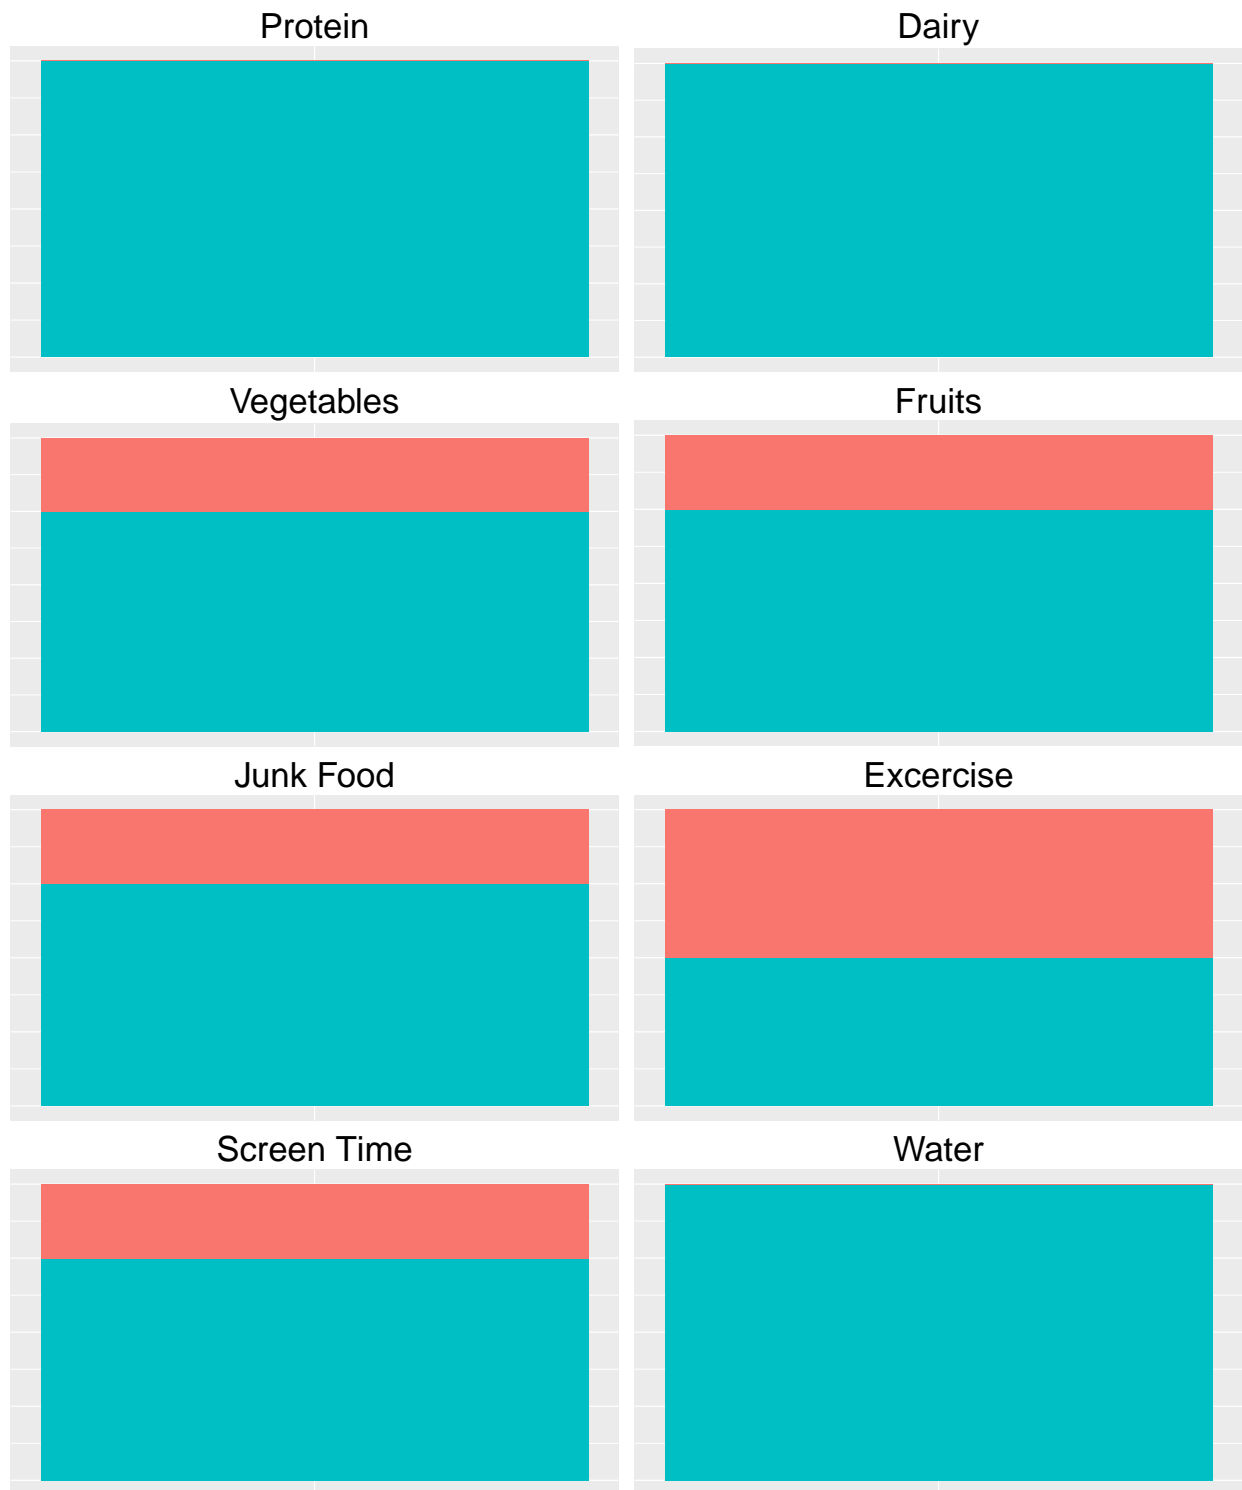 Protein
Dairy
Vegetables
Fruits
Junk Food
Excercise
Screen Time
Water